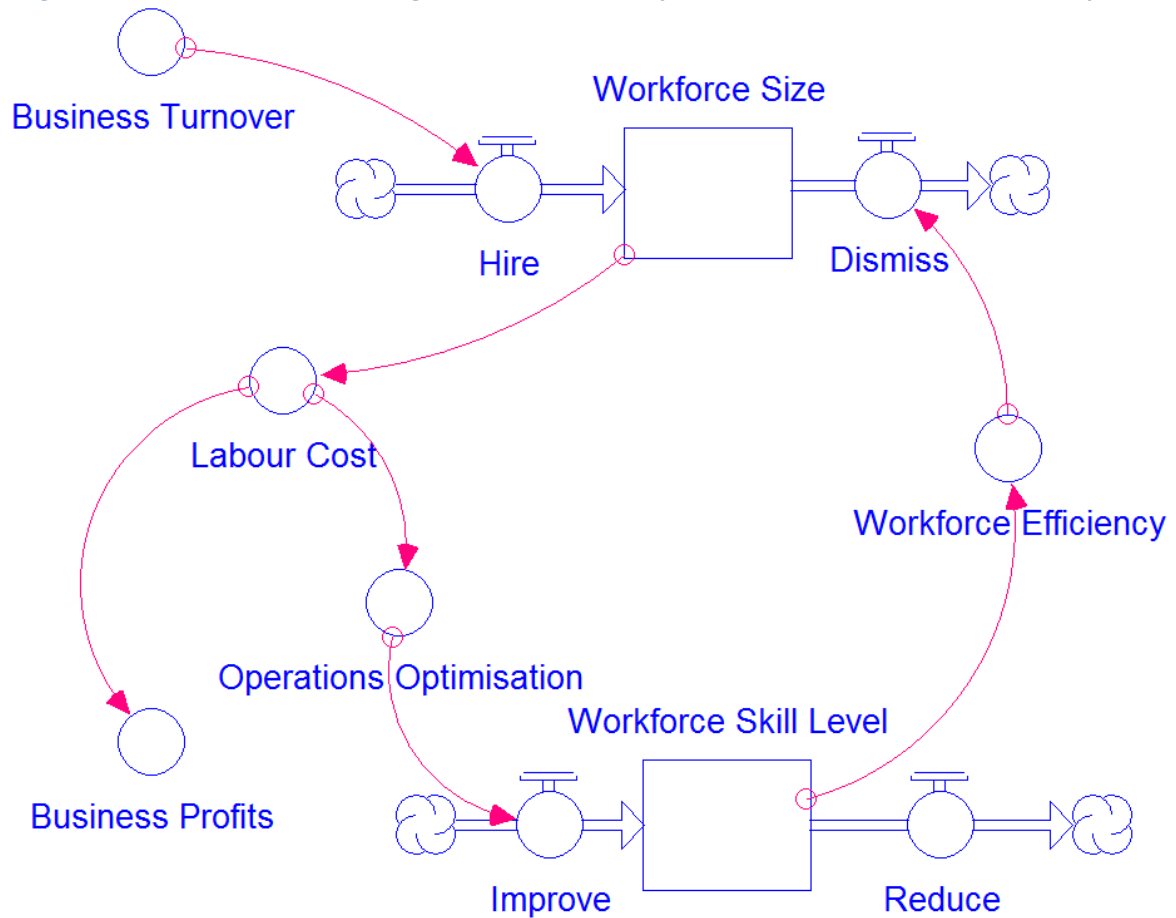 Workforce Size
Business Turnover
Hire
Dismiss
Labour Cost
Workforce Efficiency
Operations Optimisation
Workforce Skill Level
Business Profits
Improve
Reduce